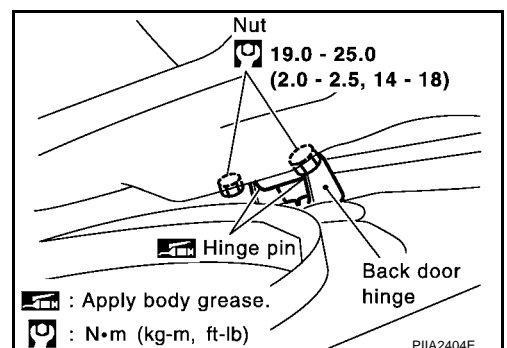 Nut
19.0 - 25.0
(2.0 - 2.5, 14 - 18)
Hinge pin
Back door
hinge
: Apply body grease.
: N•m (kg-m, ft-lb)
PIIA2404E